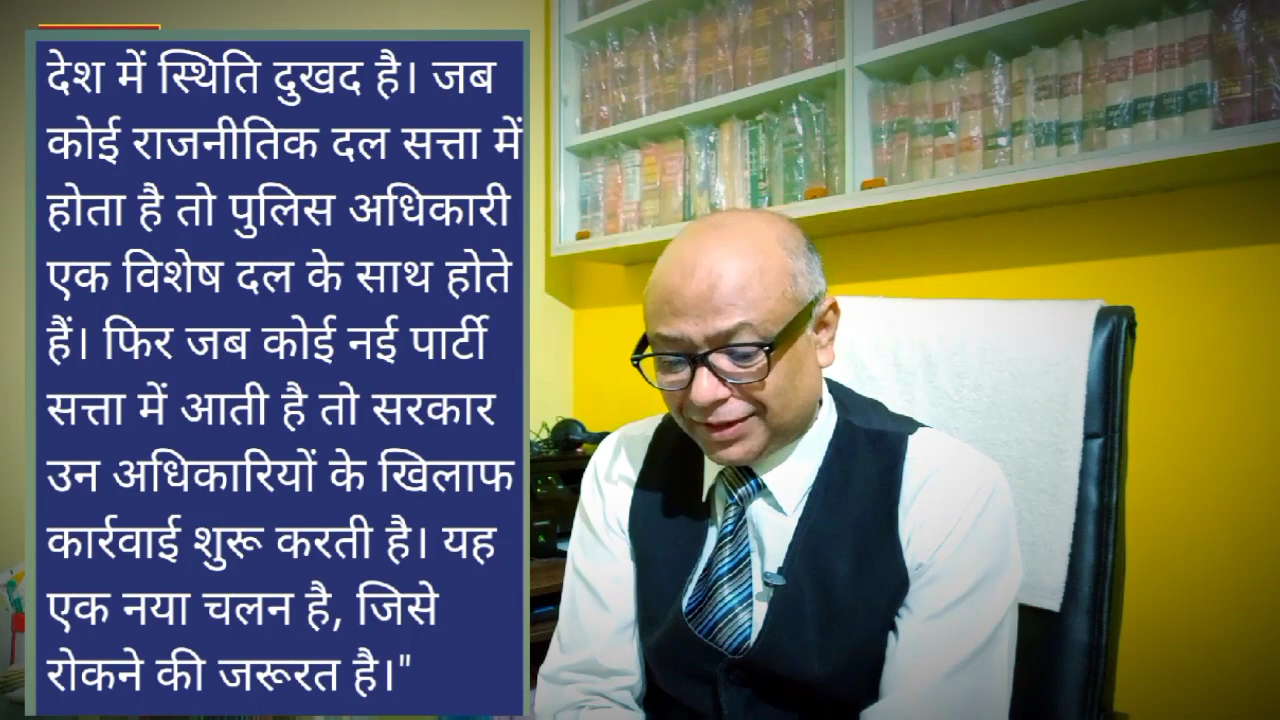 देश में स्थिति दुखद है। जब
कोई राजनीतिक दल सत्ता में
होता है तो पुलिस अधिकारी
एक विशेष दल के साथ होते
हैं। फिर जब कोई नई पार्टी
सत्ता में आती है तो सरकार
उन अधिकारियों के खिलाफ
कार्रवाई शुरू करती है। यह
एक नया चलन है, जिसे
रोकने की जरूरत है।"